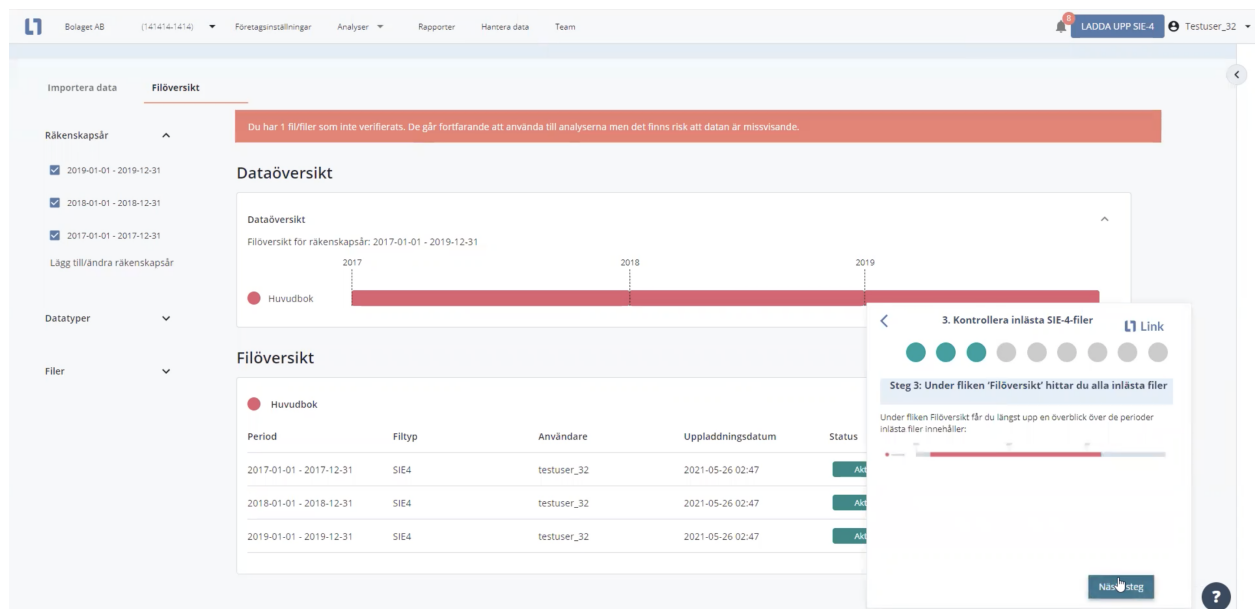 Bolaget AB (141414-1414) Företagsinställningar Analyser Rapporter Hantera data Team 8 LADDA UPP SIE-4 Testuser_32
Importera data Filöversikt
Du har 1 fil/filer som inte verifierats. De går fortfarande att använda till analyserna men det finns risk att datan är missvisande.
Räkenskapsår
2019-01-01 - 2019-12-31
2018-01-01 - 2018-12-31
2017-01-01 - 2017-12-31
Lägg till/ändra räkenskapsår
Datatyper
Filer
Dataöversikt
Dataöversikt
Filöversikt för räkenskapsår: 2017-01-01 - 2019-12-31
2017 2018 2019
Huvudbok
Filöversikt
Huvudbok
Period Filtyp Användare Uppladdningsdatum Status
2017-01-01 - 2017-12-31 SIE4 testuser_32 2021-05-26 02:47 Akt
2018-01-01 - 2018-12-31 SIE4 testuser_32 2021-05-26 02:47 Akt
2019-01-01 - 2019-12-31 SIE4 testuser_32 2021-05-26 02:47 Akt
3. Kontrollera inlästa SIE-4-filer
Link
Steg 3: Under fliken 'Filöversikt' hittar du alla inlästa filer
Under fliken Filöversikt får du längst upp en överblick över de perioder
inlästa filer innehåller:
steg
?